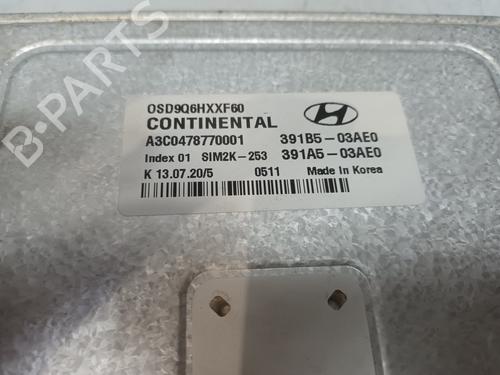 OSD9Q6HXXF60
CONTINENTAL
A3C0478770001 391B5-03AE0
Index 01 SIM2K-253 391A5-03AE0
K 13.07.20/5 0511 Made in Korea
B-PARTS